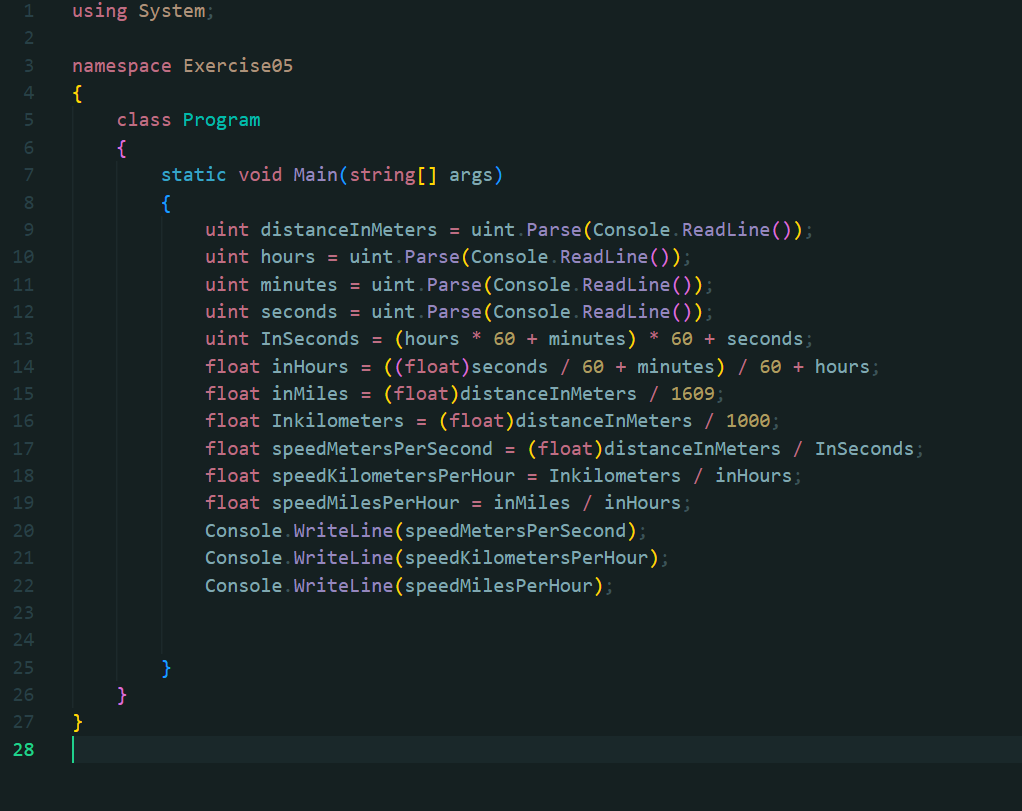 1 using System;
2
3 namespace Exercise05
4 {
5 class Program
6 {
7 static void Main(string[] args)
8 {
9 uint distanceInMeters = uint.Parse(Console.ReadLine());
10 uint hours = uint.Parse(Console.ReadLine());
11 uint minutes = uint.Parse(Console.ReadLine());
12 uint seconds = uint.Parse(Console.ReadLine());
13 uint InSeconds = (hours * 60 + minutes) * 60 + seconds;
14 float inHours = ((float)seconds / 60 + minutes) / 60 + hours;
15 float inMiles = (float)distanceInMeters / 1609;
16 float Inkilometers = (float)distanceInMeters / 1000;
17 float speedMetersPerSecond = (float)distanceInMeters / InSeconds;
18 float speedKilometersPerHour = Inkilometers / inHours;
19 float speedMilesPerHour = inMiles / inHours;
20 Console.WriteLine(speedMetersPerSecond);
21 Console.WriteLine(speedKilometersPerHour);
22 Console.WriteLine(speedMilesPerHour);
23
24
25 }
26 }
27 }
28